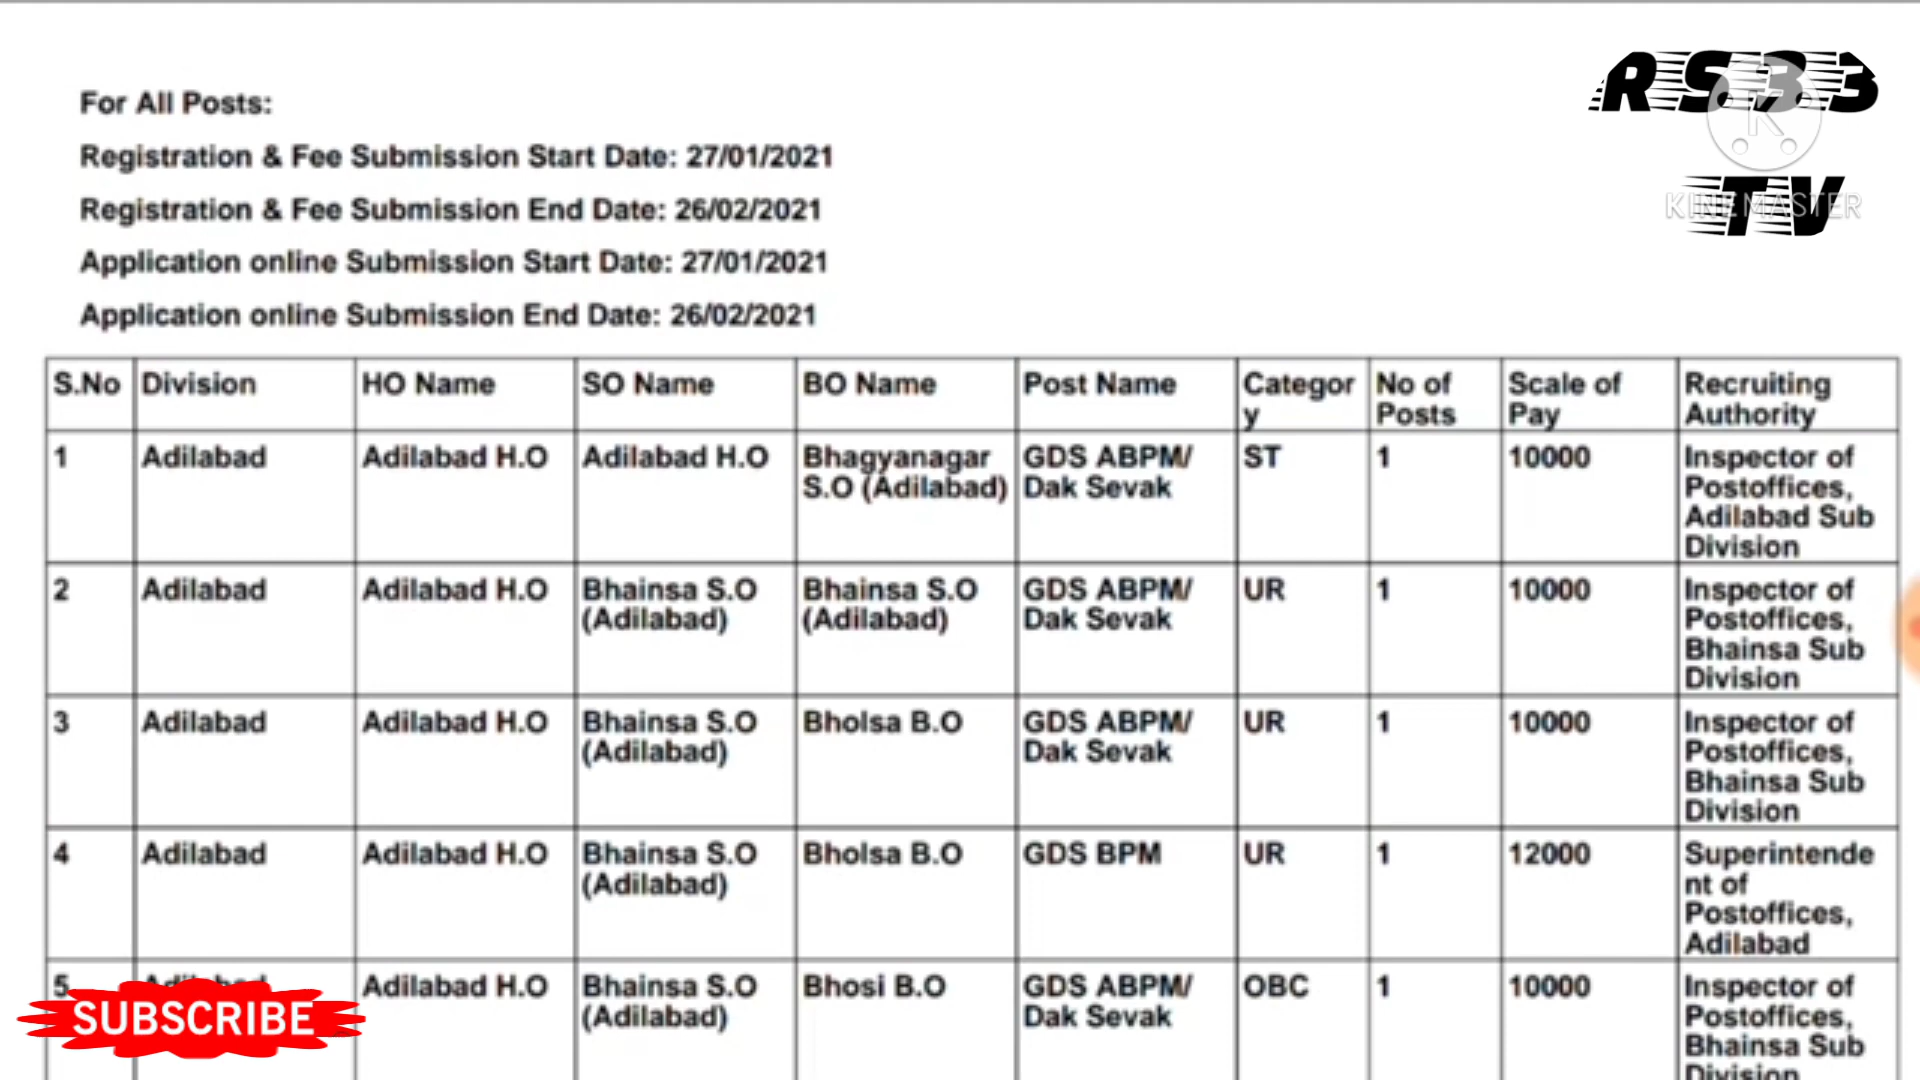 RS33
TV
KINEMASTER
For All Posts:
Registration & Fee Submission Start Date: 27/01/2021
Registration & Fee Submission End Date: 26/02/2021
Application online Submission Start Date: 27/01/2021
Application online Submission End Date: 26/02/2021
S.No Division HO Name SO Name BO Name Post Name Categor No of Scale of Recruiting
y Posts Pay Authority
1 Adilabad Adilabad H.O Adilabad H.O Bhagyanagar GDS ABPM/ ST 1 10000 Inspector of
S.O (Adilabad) Dak Sevak Postoffices,
Adilabad Sub
Division
2 Adilabad Adilabad H.O Bhainsa S.O Bhainsa S.O GDS ABPM/ UR 1 10000 Inspector of
(Adilabad) (Adilabad) Dak Sevak Postoffices,
Bhainsa Sub
Division
3 Adilabad Adilabad H.O Bhainsa S.O Bholsa B.O GDS ABPM/ UR 1 10000 Inspector of
(Adilabad) Dak Sevak Postoffices,
Bhainsa Sub
Division
4 Adilabad Adilabad H.O Bhainsa S.O Bholsa B.O GDS BPM UR 1 12000 Superintende
(Adilabad) nt of
Postoffices,
Adilabad
5 Adilabad Adilabad H.O Bhainsa S.O Bhosi B.O GDS ABPM/ OBC 1 10000 Inspector of
(Adilabad) Dak Sevak Postoffices,
Bhainsa Sub
Division
SUBSCRIBE